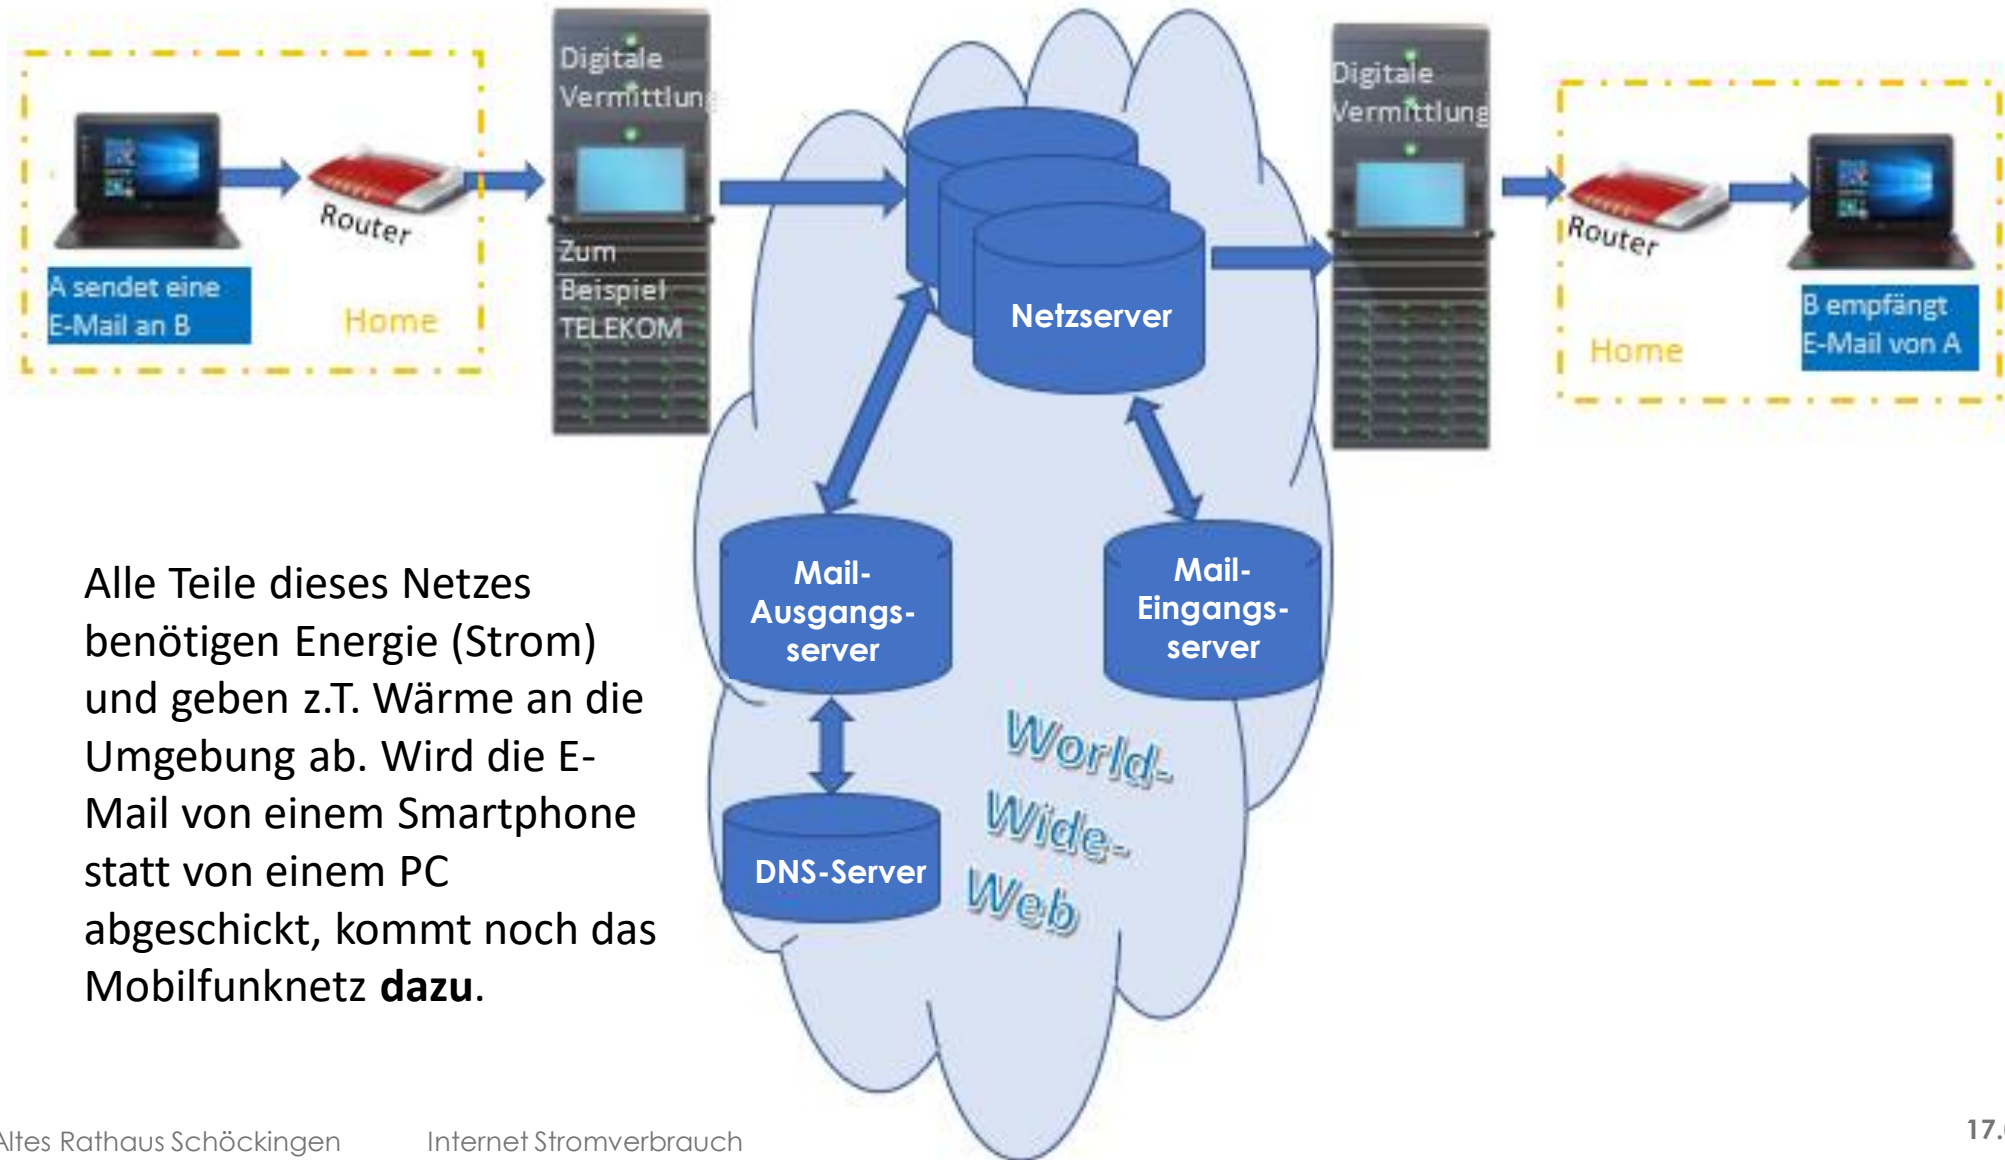 Digitale
Vermittlun
Digitale
Vermittlung
Router
Router
Zum
Beispiel
TELEKOM
A sendet eine
E-Mail an B
Home
Netzserver
Home
B empfängt
E-Mail von A
Mail-
Ausgangs-
server
Mail-
Eingangs-
server
Alle Teile dieses Netzes
benötigen Energie (Strom)
und geben z.T. Wärme an die
Umgebung ab. Wird die E-
Mail von einem Smartphone
statt von einem PC
abgeschickt, kommt noch das
Mobilfunknetz dazu.
World-
Wide-
Web
DNS-Server
Altes Rathaus Schöckingen
Internet Stromverbrauch
17.